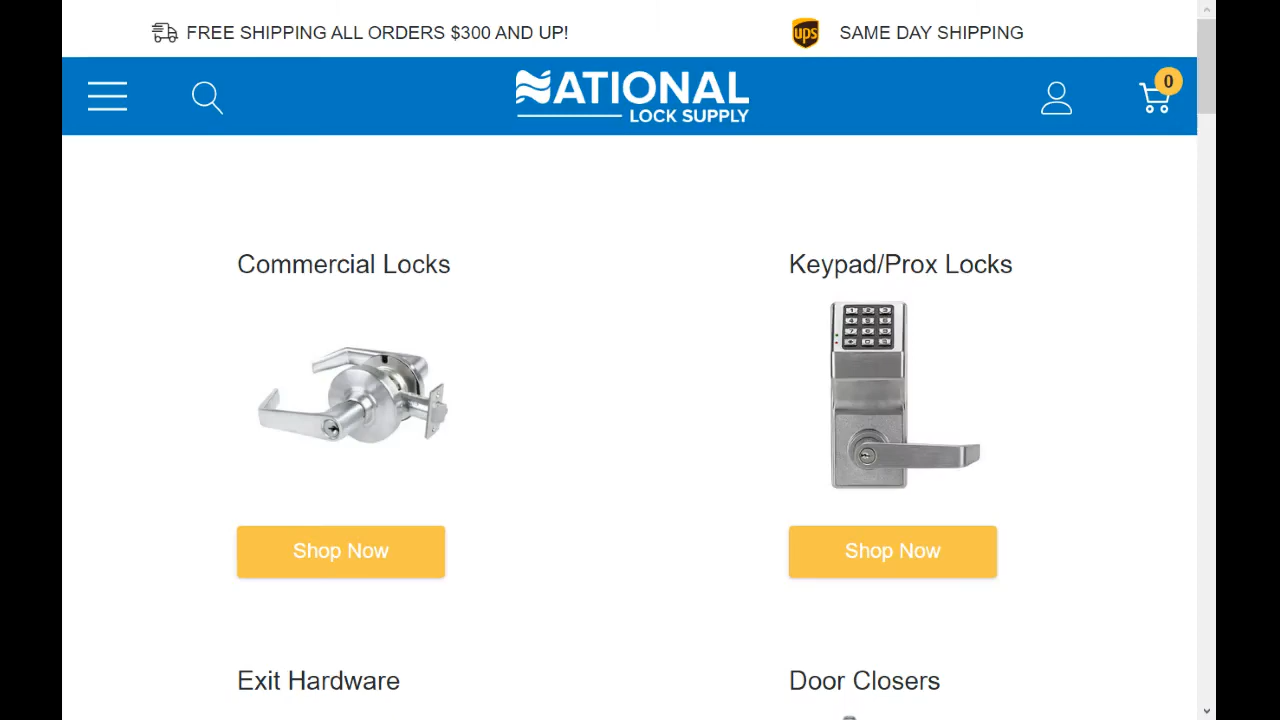 FREE SHIPPING ALL ORDERS $300 AND UP!
ups SAME DAY SHIPPING
NATIONAL
LOCK SUPPLY
0
Commercial Locks
Keypad/Prox Locks
Shop Now
Shop Now
Exit Hardware
Door Closers